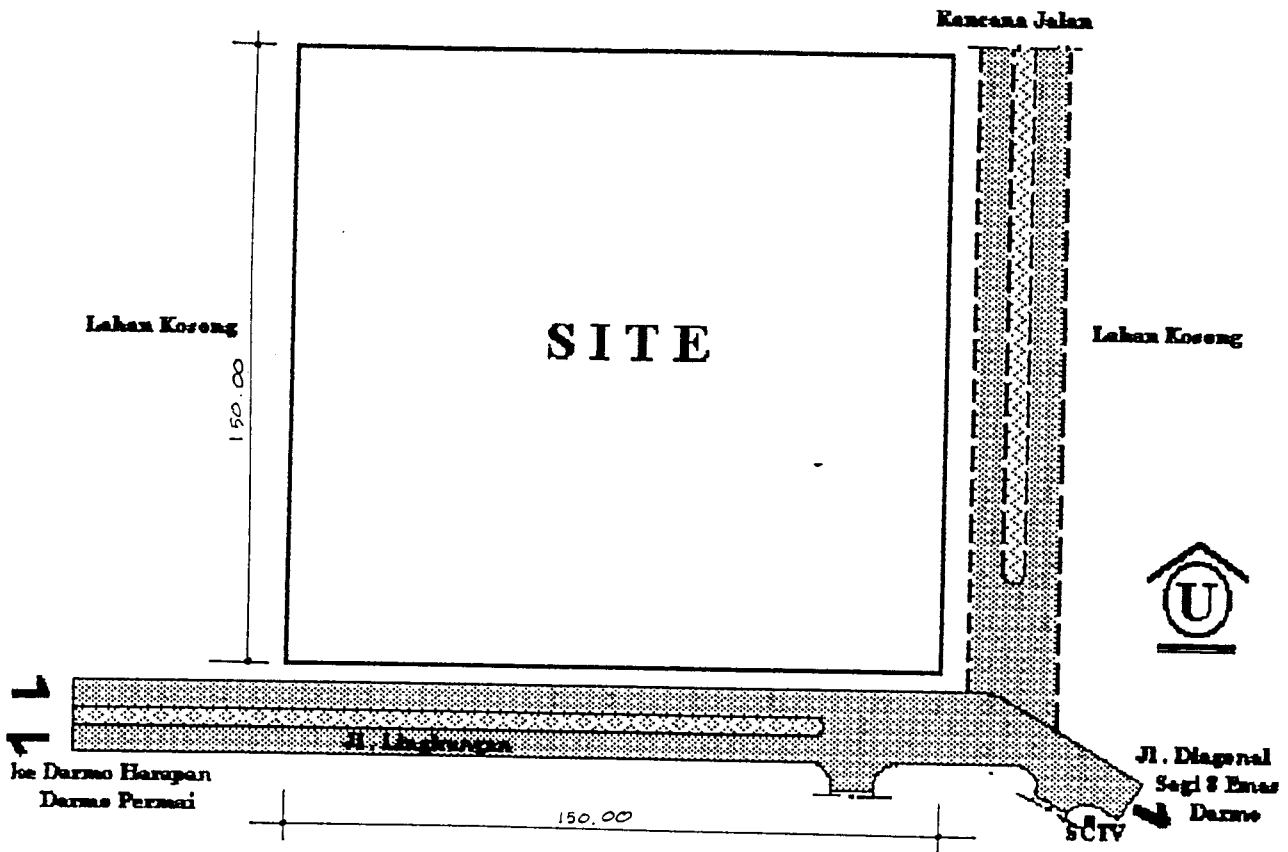 Rencana Jalan
Lahan Kosong
SITE
Lahan Kosong
150.00
U
Jl. Lingkungan
ke Darmo Harapan
Darmo Permai
150.00
Jl. Diagonal
Segi 8 Emas
Darmo
SCTV